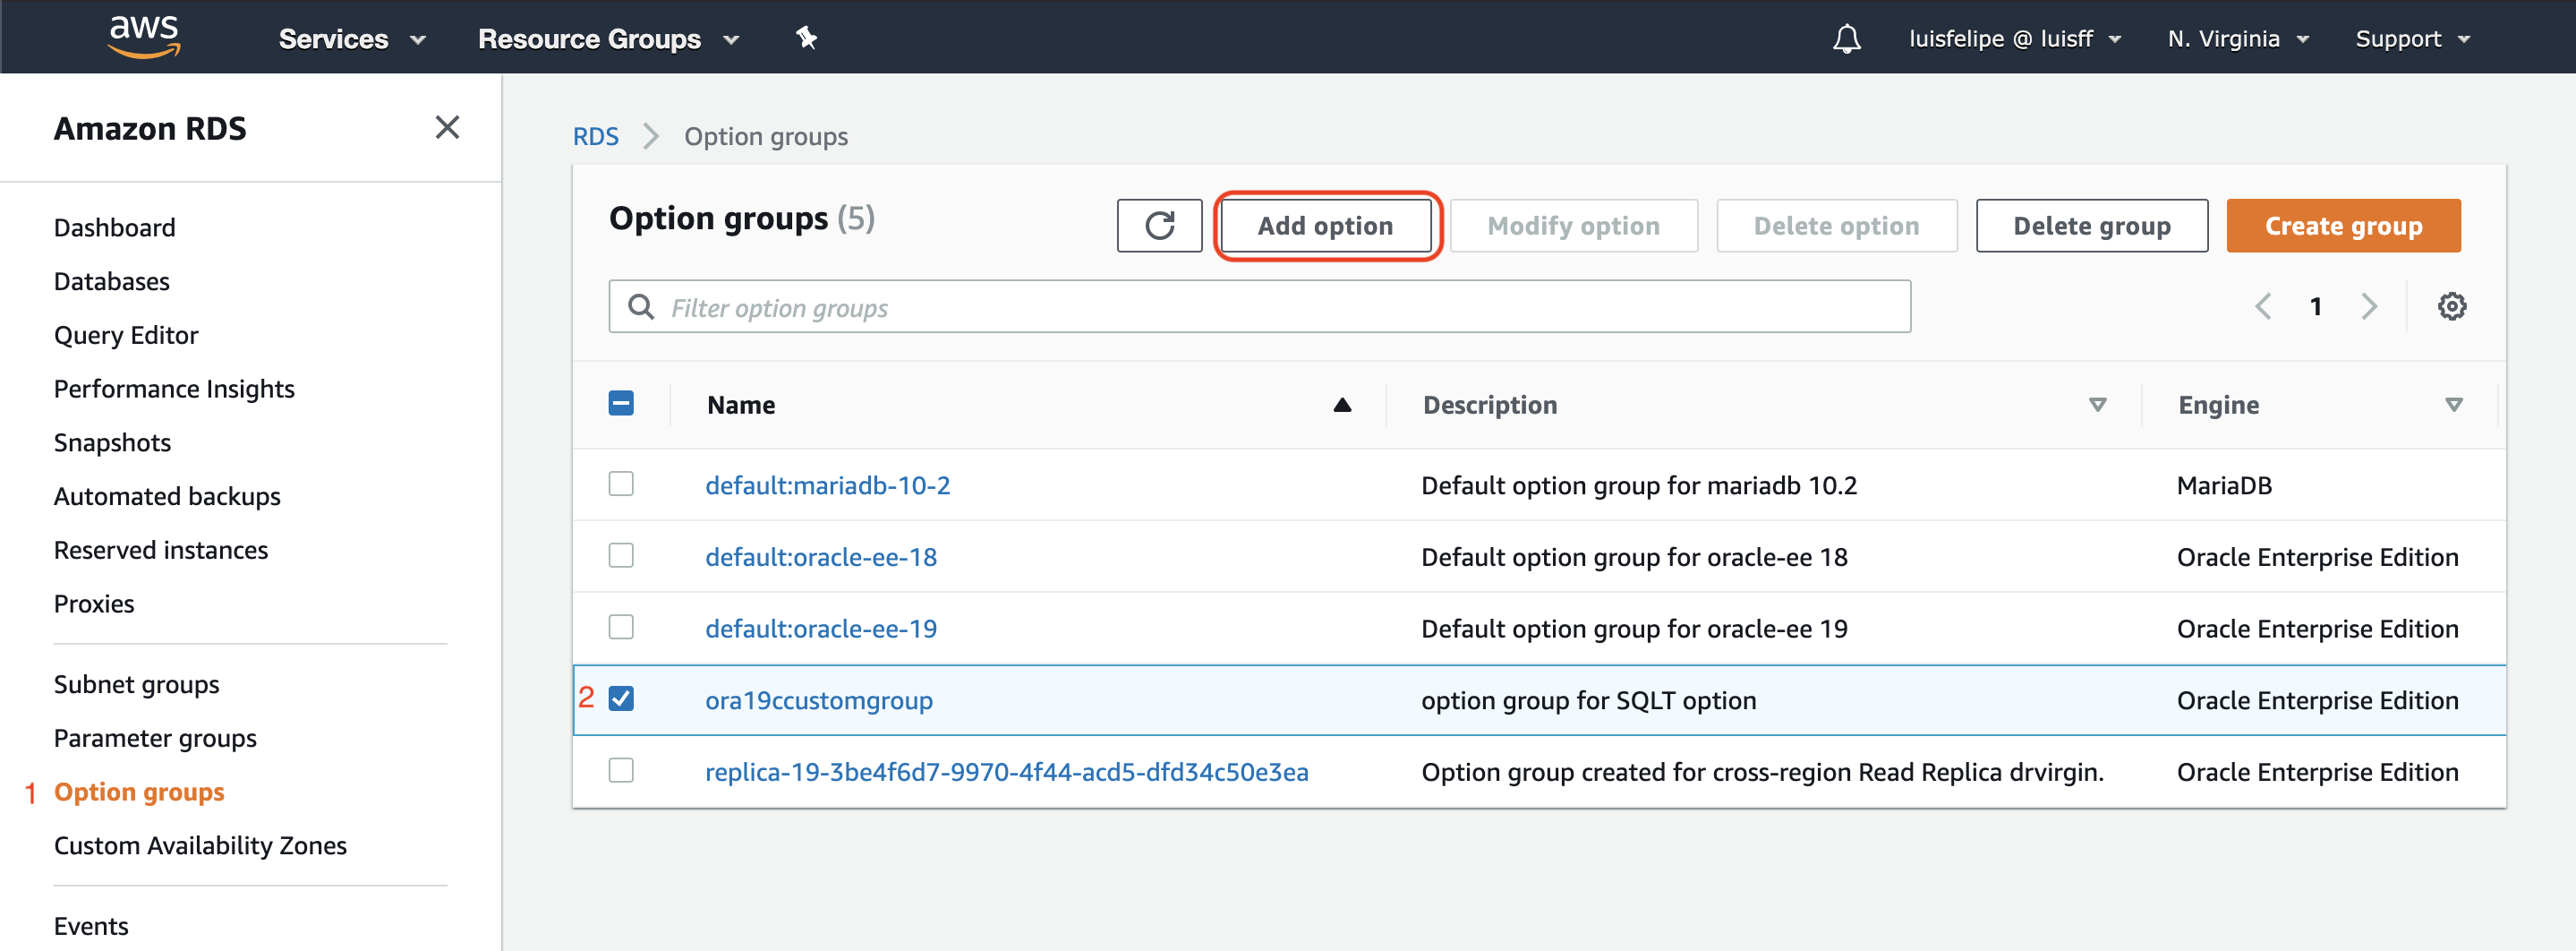 aws Services Resource Groups luisfelipe @ luisff N. Virginia Support
Amazon RDS
Dashboard
Databases
Query Editor
Performance Insights
Snapshots
Automated backups
Reserved instances
Proxies
Subnet groups
Parameter groups
1 Option groups
Custom Availability Zones
Events
RDS Option groups
Option groups (5) Add option Modify option Delete option Delete group Create group
Filter option groups 1
Name Description Engine
default:mariadb-10-2 Default option group for mariadb 10.2 MariaDB
default:oracle-ee-18 Default option group for oracle-ee 18 Oracle Enterprise Edition
default:oracle-ee-19 Default option group for oracle-ee 19 Oracle Enterprise Edition
2 ora19ccustomgroup option group for SQLT option Oracle Enterprise Edition
replica-19-3be4f6d7-9970-4f44-acd5-dfd34c50e3ea Option group created for cross-region Read Replica drvirgin. Oracle Enterprise Edition